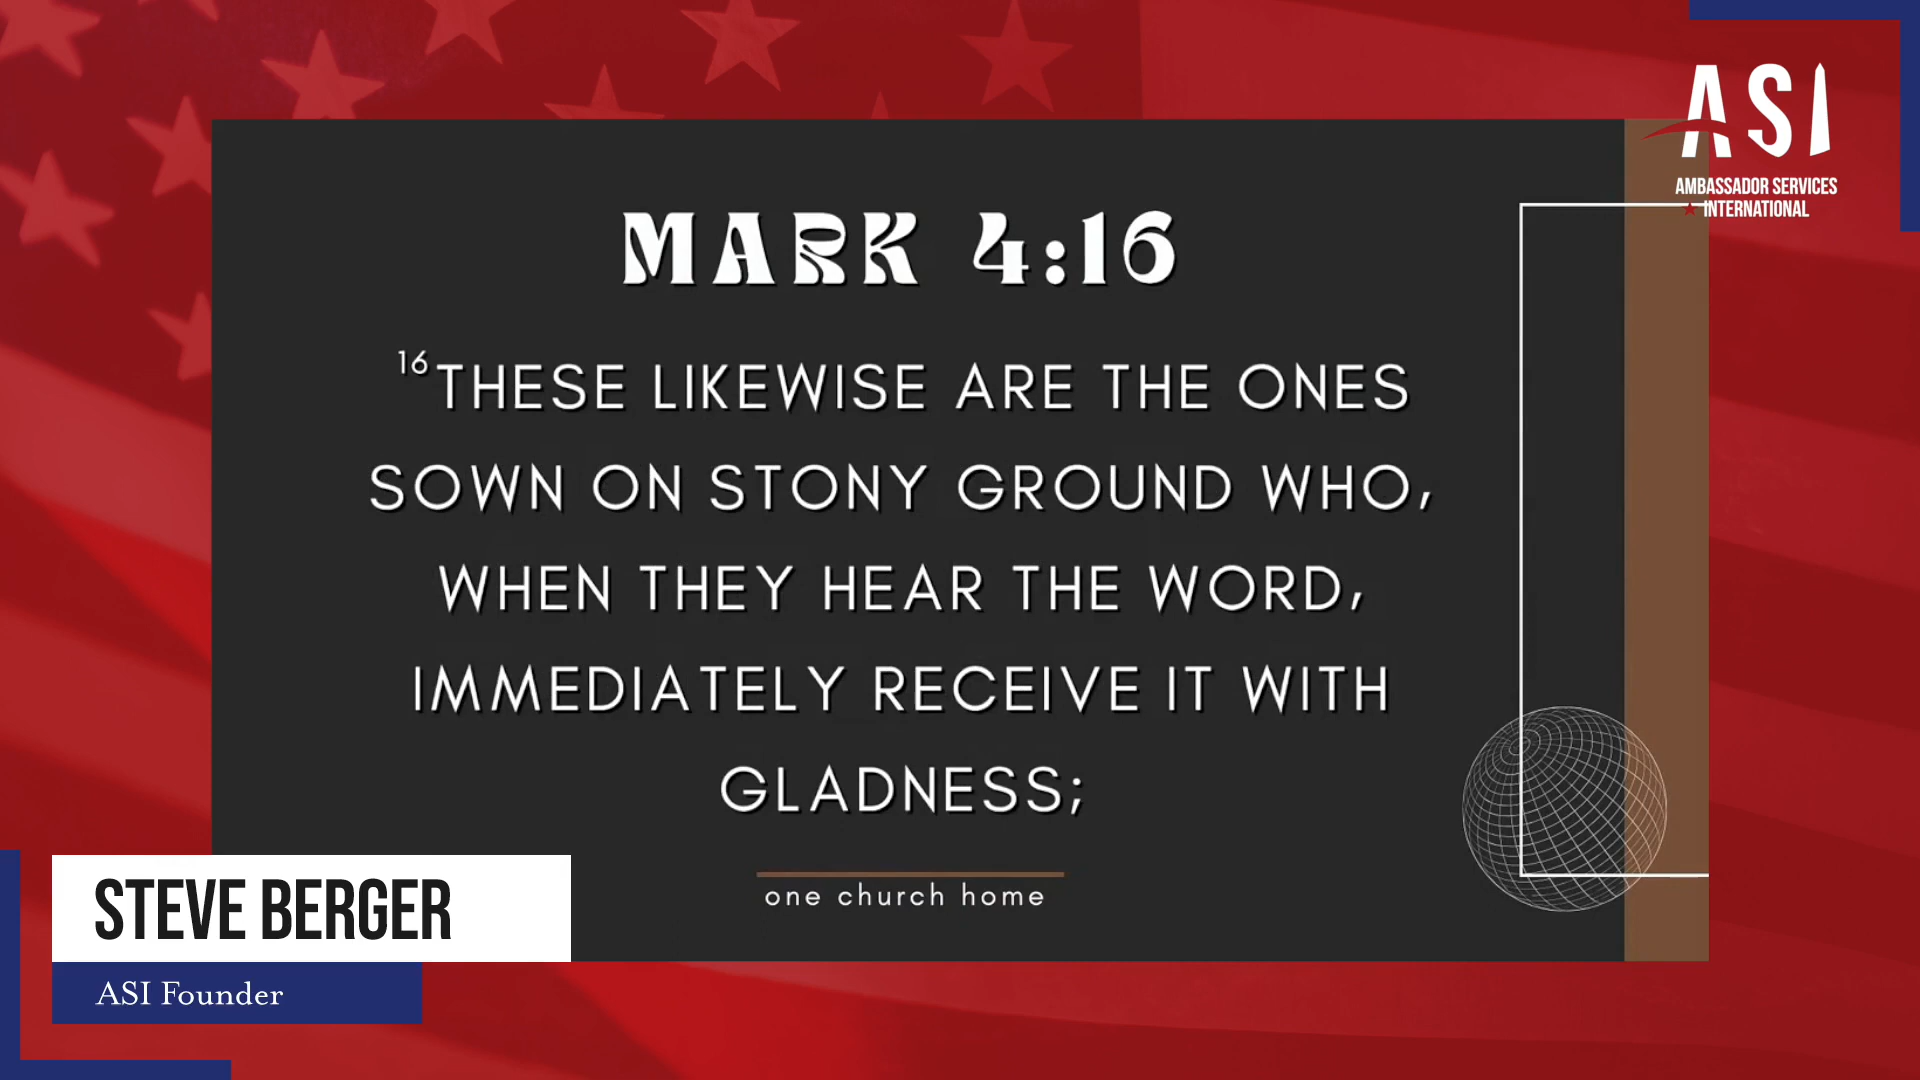 ASI
AMBASSADOR SERVICES
INTERNATIONAL
MARK 4:16
16THESE LIKEWISE ARE THE ONES
SOWN ON STONY GROUND WHO,
WHEN THEY HEAR THE WORD,
IMMEDIATELY RECEIVE IT WITH
GLADNESS;
one church home
STEVE BERGER
ASI Founder